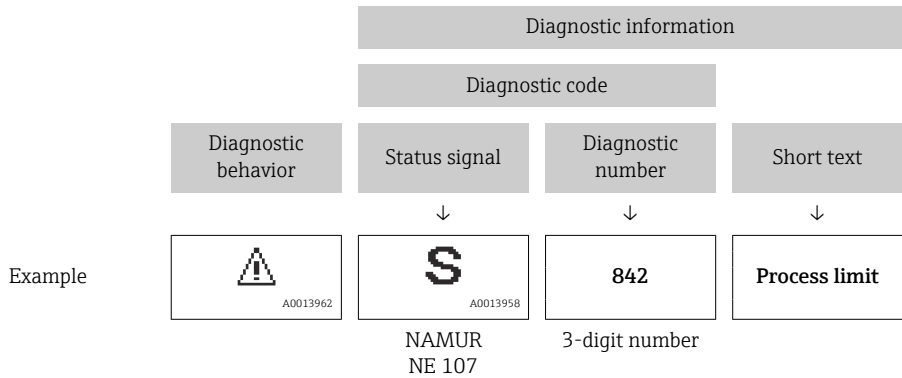 Diagnostic information
Diagnostic code
Diagnostic
behavior
Status signal
Diagnostic
number
Short text
↓ ↓ ↓
Example
A0013962
S
A0013958
842
Process limit
NAMUR
NE 107
3-digit number